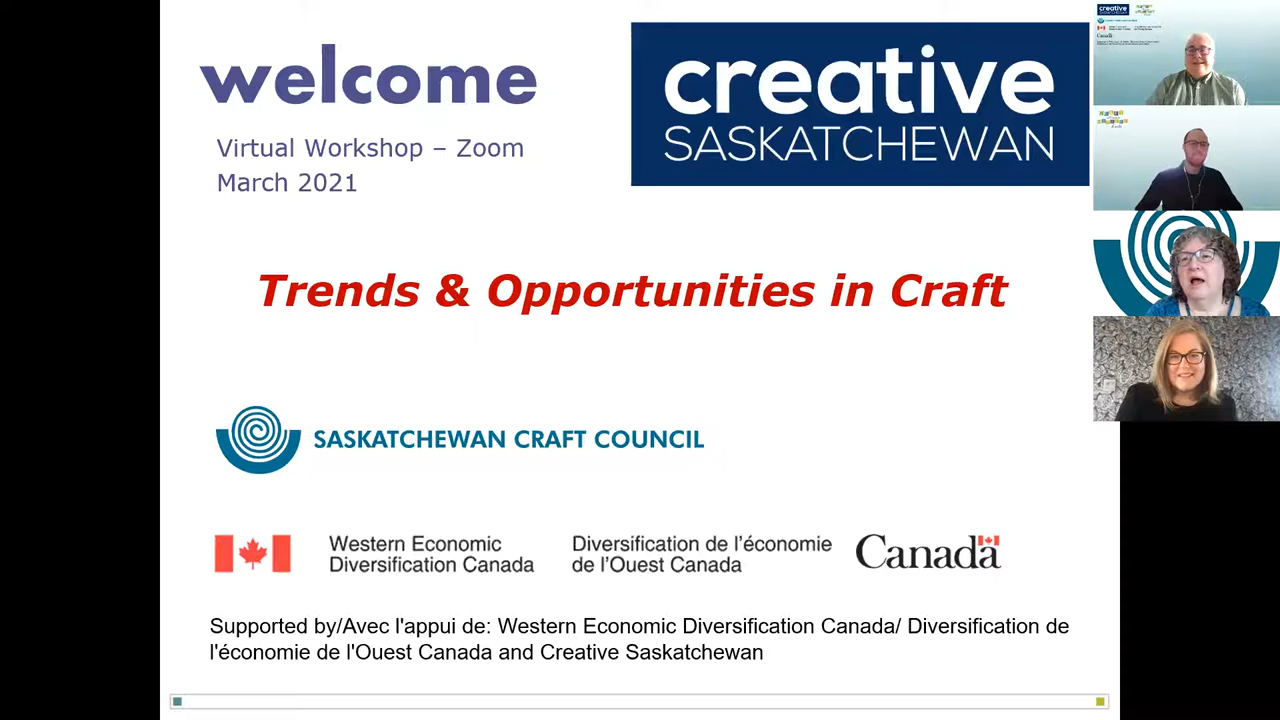 welcome
Virtual Workshop – Zoom
March 2021
creative
SASKATCHEWAN
Trends & Opportunities in Craft
SASKATCHEWAN CRAFT COUNCIL
Western Economic
Diversification Canada
Diversification de l'économie
de l'Ouest Canada
Canada
Supported by/Avec l'appui de: Western Economic Diversification Canada/ Diversification de
l'économie de l'Ouest Canada and Creative Saskatchewan
creative
Canada